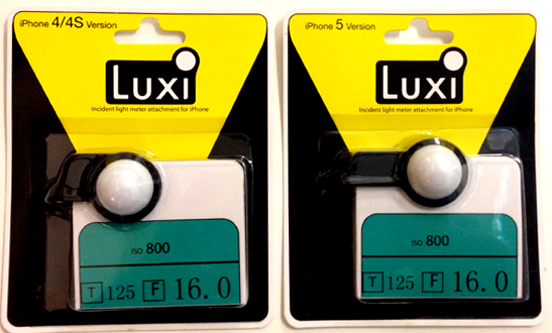 iPhone 4/4S Version
Luxi
Incident light meter attachment for iPhone
ISO 800
T 125 F 16.0
iPhone 5 Version
Luxi
Incident light meter attachment for iPhone
ISO 800
T 125 F 16.0